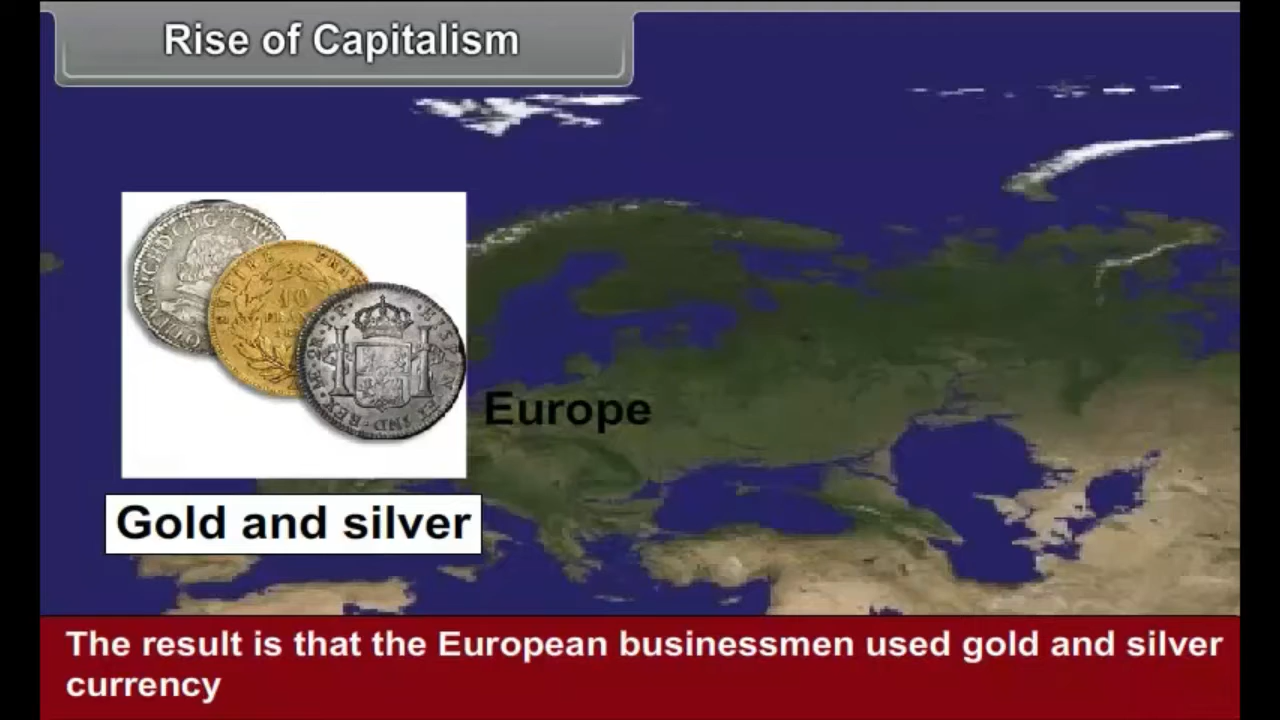 Rise of Capitalism
Europe
Gold and silver
The result is that the European businessmen used gold and silver
currency